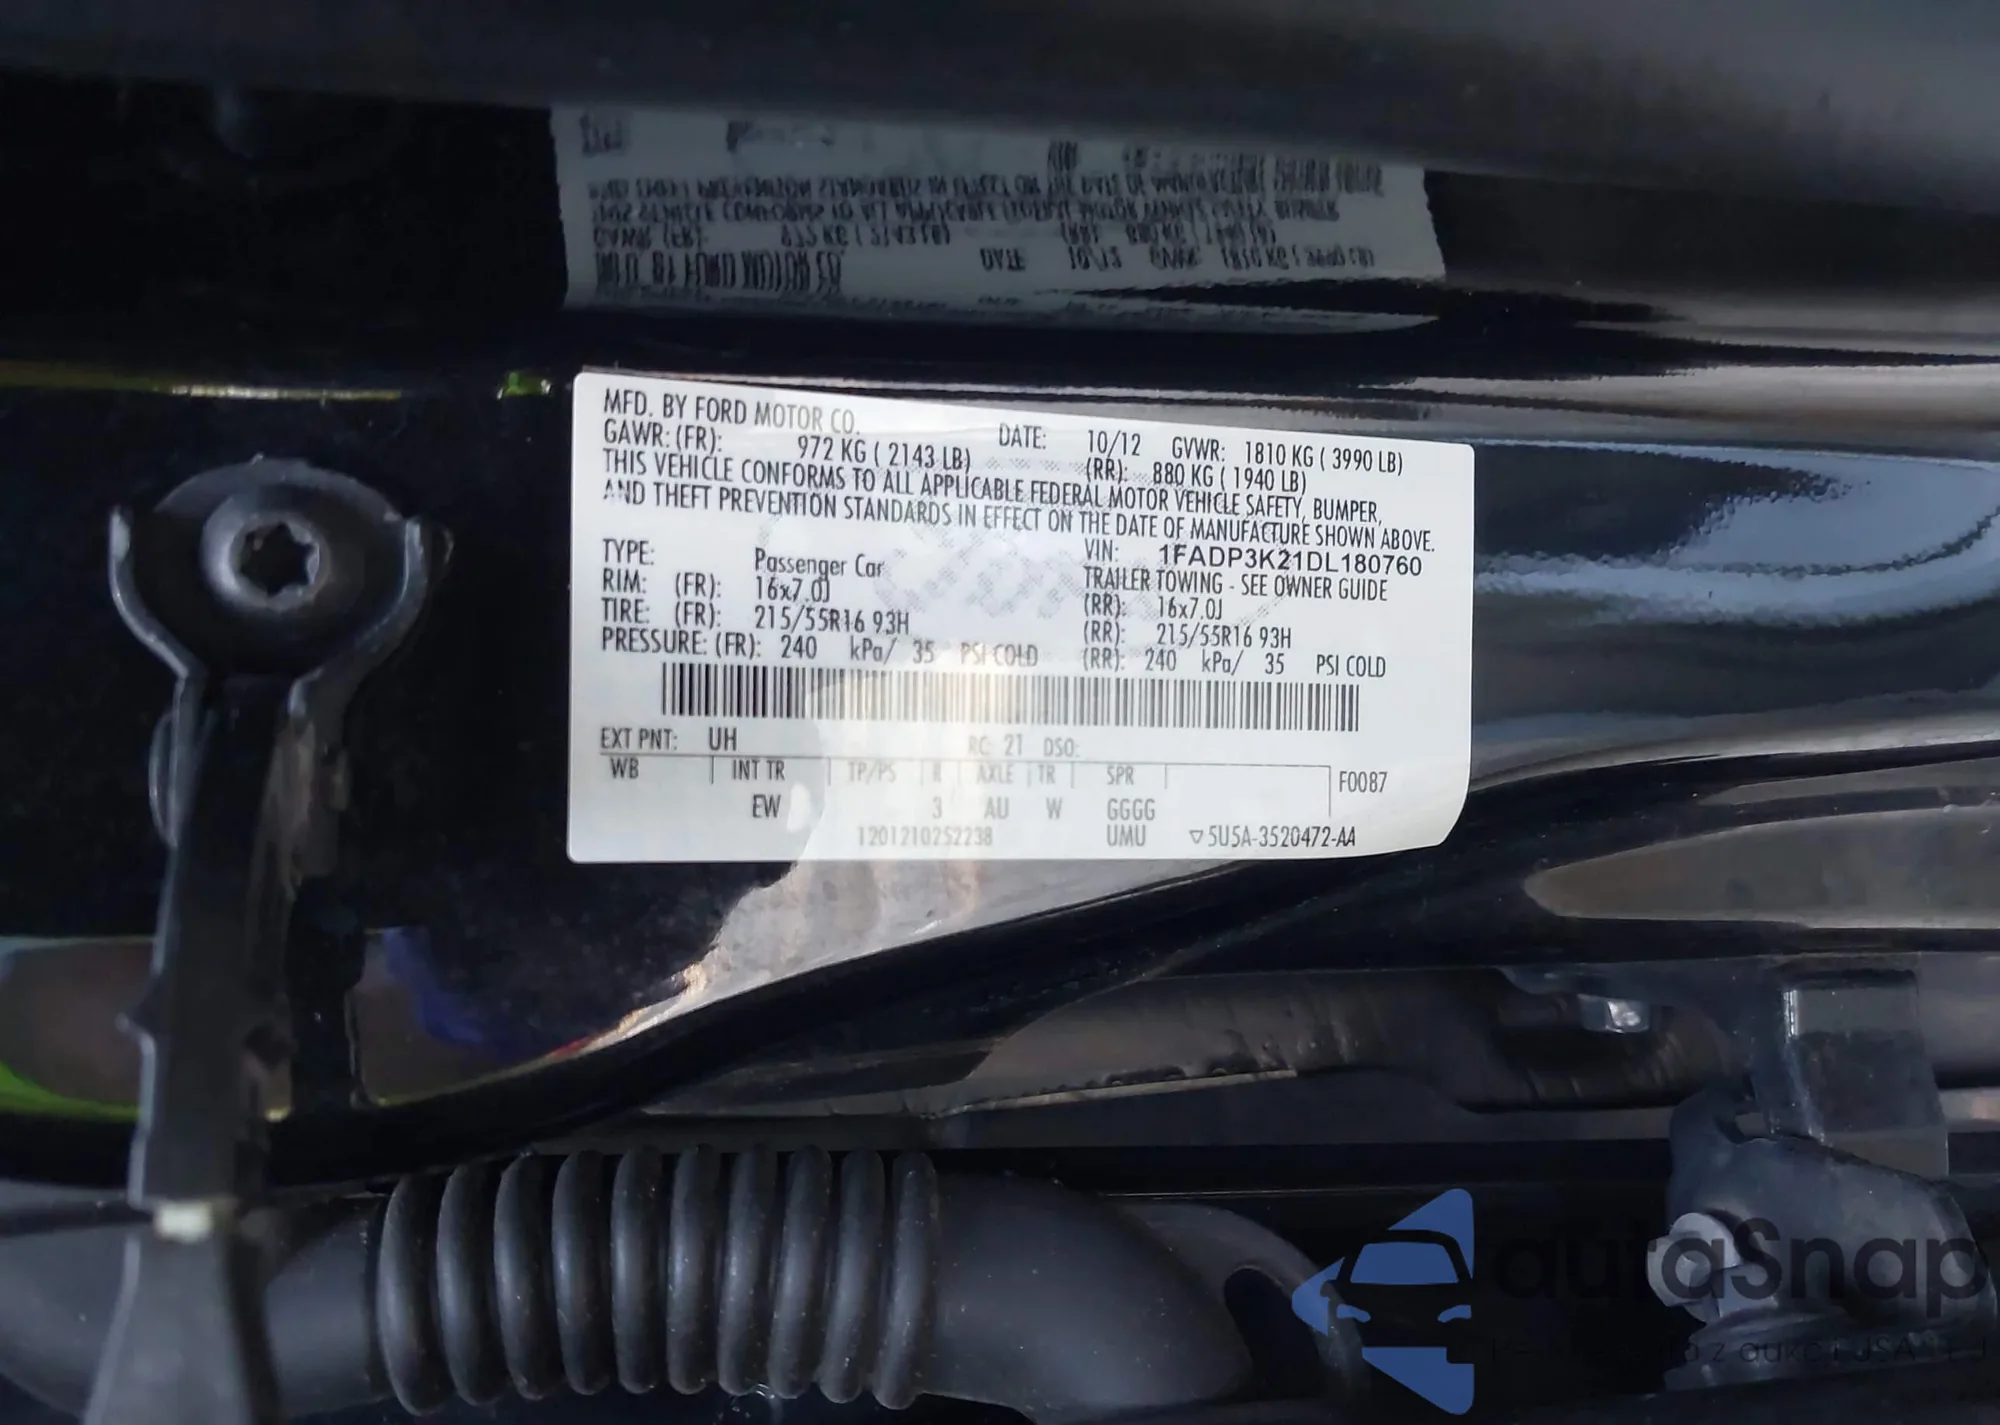 MFD. BY FORD MOTOR CO. DATE: 10/12 GVWR: 1810 KG ( 3990 LB)
GAWR: (FR): 972 KG ( 2143 LB) (RR): 880 KG ( 1940 LB)
THIS VEHICLE CONFORMS TO ALL APPLICABLE FEDERAL MOTOR VEHICLE SAFETY, BUMPER,
AND THEFT PREVENTION STANDARDS IN EFFECT ON THE DATE OF MANUFACTURE SHOWN ABOVE.
VIN: 1FADP3K21DL180760
TYPE: Passenger Car TRAILER TOWING - SEE OWNER GUIDE
RIM: (FR): 16x7.0J (RR): 16x7.0J
TIRE: (FR): 215/55R16 93H (RR): 215/55R16 93H
PRESSURE: (FR): 240 kPa/ 35 PSI COLD (RR): 240 kPa/ 35 PSI COLD
EXT PNT: UH RC: 21 DSO:
WB INT TR TP/PS R AXLE TR SPR F0087
EW 3 AU W GGGG
1201210252238 UMU ▽5U5A-3520472-AA
autaSnap